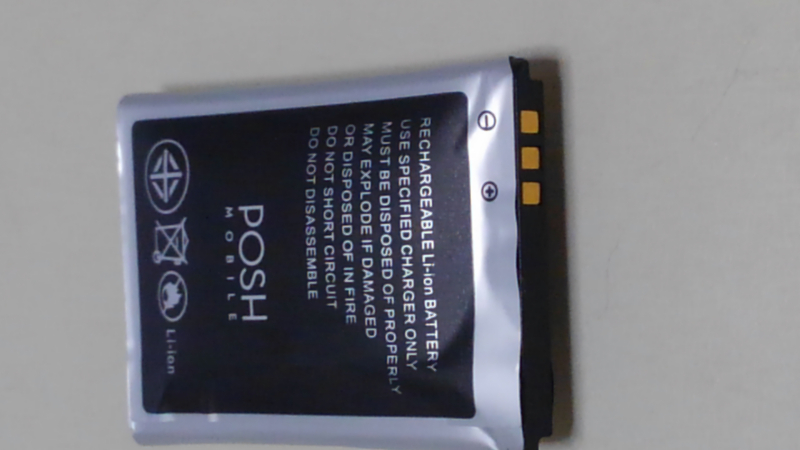 RECHARGEABLE Li-ion BATTERY
USE SPECIFIED CHARGER ONLY
MUST BE DISPOSED OF PROPERLY
MAY EXPLODE IF DAMAGED
OR DISPOSED OF IN FIRE
DO NOT SHORT CIRCUIT
DO NOT DISASSEMBLE
POSH
MOBILE
Li-ion